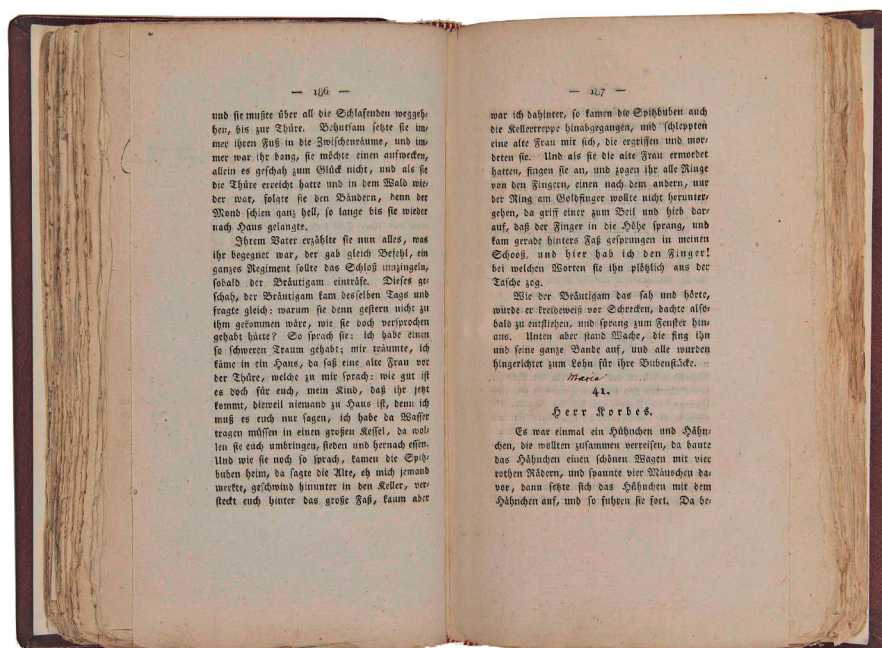 — 186 —
und ſie mußte über all die Schlafenden weggeh⸗
hen, bis zur Thüre. Behutſam ſetzte ſie im⸗
mer ihren Fuß in die Zwiſchenräume, und im⸗
mer war ihr bang, ſie möchte einen aufwecken,
allein es geſchah zum Glück nicht, und als ſie
die Thüre erreicht hatte und in dem Wald wie⸗
der war, folgte ſie den Bändern, denn der
Mond ſchien ganz hell, ſo lange bis ſie wieder
nach Haus gelangte.
Ihrem Vater erzählte ſie nun alles, was
ihr begegnet war, der gab gleich Befehl, ein
ganzes Regiment ſollte das Schloß umzingeln,
ſobald der Bräutigam einträfe. Dieſes ge⸗
ſchah, der Bräutigam kam deſſelben Tags und
fragte gleich: warum ſie denn geſtern nicht zu
ihm gekommen wäre, wie ſie doch verſprochen
gehabt hätte? So ſprach ſie: ich habe einen
ſo ſchweren Traum gehabt; mir träumte, ich
käme in ein Haus, da ſaß eine alte Frau vor
der Thüre, welche zu mir ſprach: wie gut iſt
es doch für euch, mein Kind, daß ihr jetzt
kommt, dieweil niemand zu Haus iſt, denn ich
muß es euch nur ſagen, ich habe da Waſſer
tragen müſſen in einen großen Keſſel, da wol⸗
len ſie euch umbringen, ſieden und hernach eſſen.
Und wie ſie noch ſo ſprach, kamen die Spitz⸗
buben heim, da ſagte die Alte, eh mich jemand
merkte, geſchwind hinunter in den Keller, ver⸗
ſteckt euch hinter das große Faß, kaum aber
— 187 —
war ich dahinter, ſo kamen die Spitzbuben auch
die Kellertreppe hinabgegangen, und ſchleppten
eine alte Frau mit ſich, die ergriffen und mor⸗
deten ſie. Und als ſie die alte Frau ermordet
hatten, fingen ſie an, und zogen ihr alle Ringe
von den Fingern, einen nach dem andern, nur
der Ring am Goldfinger wollte nicht herunter⸗
gehen, da griff einer zum Beil und hieb dar⸗
auf, daß der Finger in die Höhe ſprang, und
kam gerade hinters Faß geſprungen in meinen
Schooß, und hier hab ich den Finger!
bei welchen Worten ſie ihn plötzlich aus der
Taſche zog.
Wie der Bräutigam das ſah und hörte,
wurde er kreideweiß vor Schrecken, dachte alſo⸗
bald zu entfliehen, und ſprang zum Fenſter hin⸗
aus. Unten aber ſtand Wache, die fing ihn
und ſeine ganze Bande auf, und alle wurden
hingerichtet zum Lohn für ihre Bubenſtücke.
Marie
41.
Herr Korbes.
Es war einmal ein Hühnchen und Hähn⸗
chen, die wollten zuſammen verreiſen, da baute
das Hähnchen einen ſchönen Wagen mit vier
rothen Rädern, und ſpannte vier Mäuschen da⸗
vor, dann ſetzte ſich das Hühnchen mit dem
Hähnchen auf, und ſo fuhren ſie fort. Da be⸗